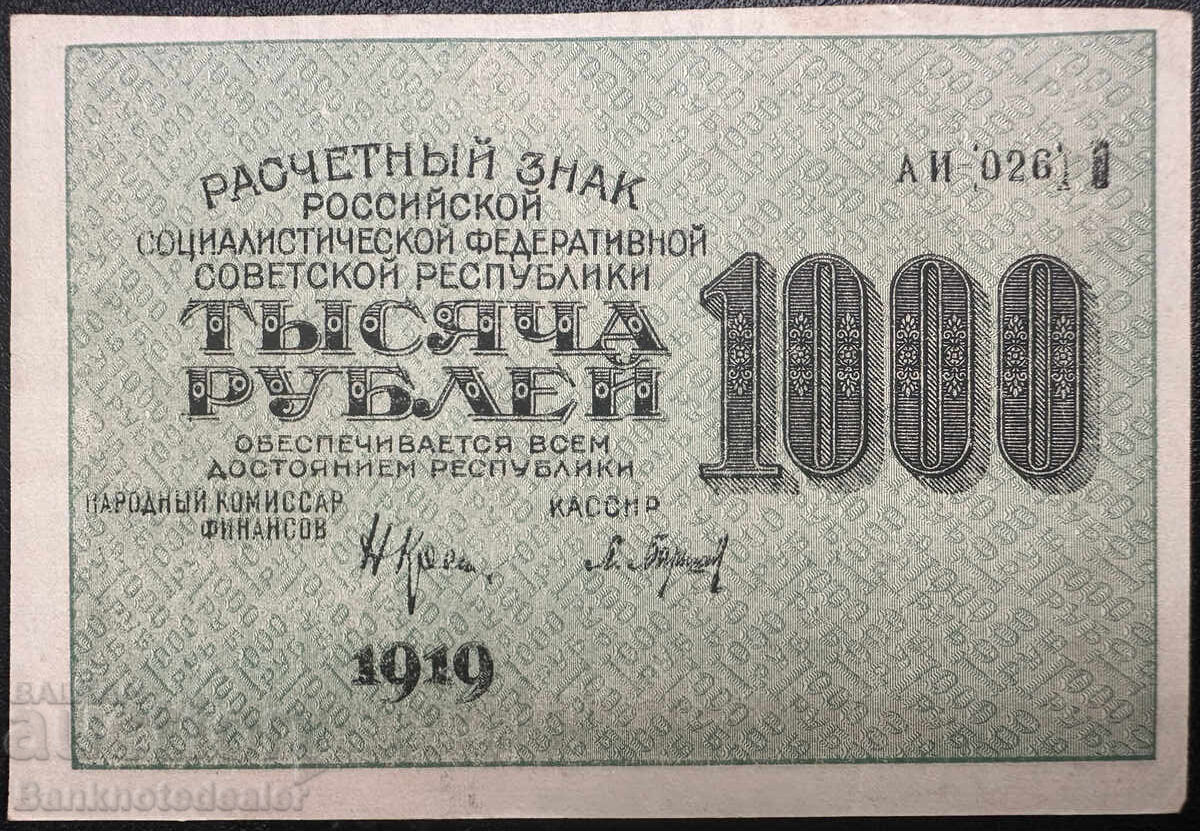 РАСЧЕТНЫЙ ЗНАК
РОССИЙСКОЙ
СОЦИАЛИСТИЧЕСКОЙ ФЕДЕРАТИВНОЙ
СОВЕТСКОЙ РЕСПУБЛИКИ
ТЫСЯЧА
РУБЛЕЙ
1000
АИ-026
ОБЕСПЕЧИВАЕТСЯ ВСЕМ
ДОСТОЯНИЕМ РЕСПУБЛИКИ
НАРОДНЫЙ КОМИССАР
ФИНАНСОВ
КАССИР
1919
Banknotedealer